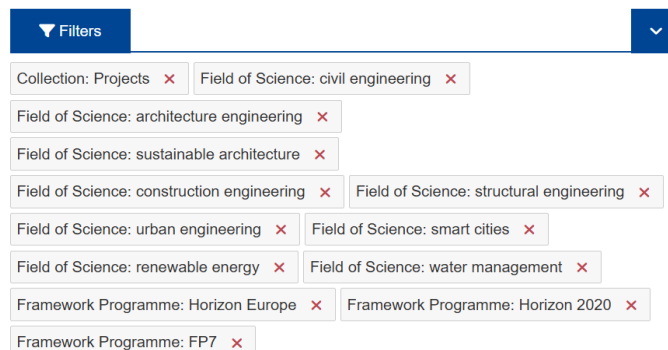 Filters
Collection: Projects × Field of Science: civil engineering ×
Field of Science: architecture engineering ×
Field of Science: sustainable architecture ×
Field of Science: construction engineering × Field of Science: structural engineering ×
Field of Science: urban engineering × Field of Science: smart cities ×
Field of Science: renewable energy × Field of Science: water management ×
Framework Programme: Horizon Europe × Framework Programme: Horizon 2020 ×
Framework Programme: FP7 ×